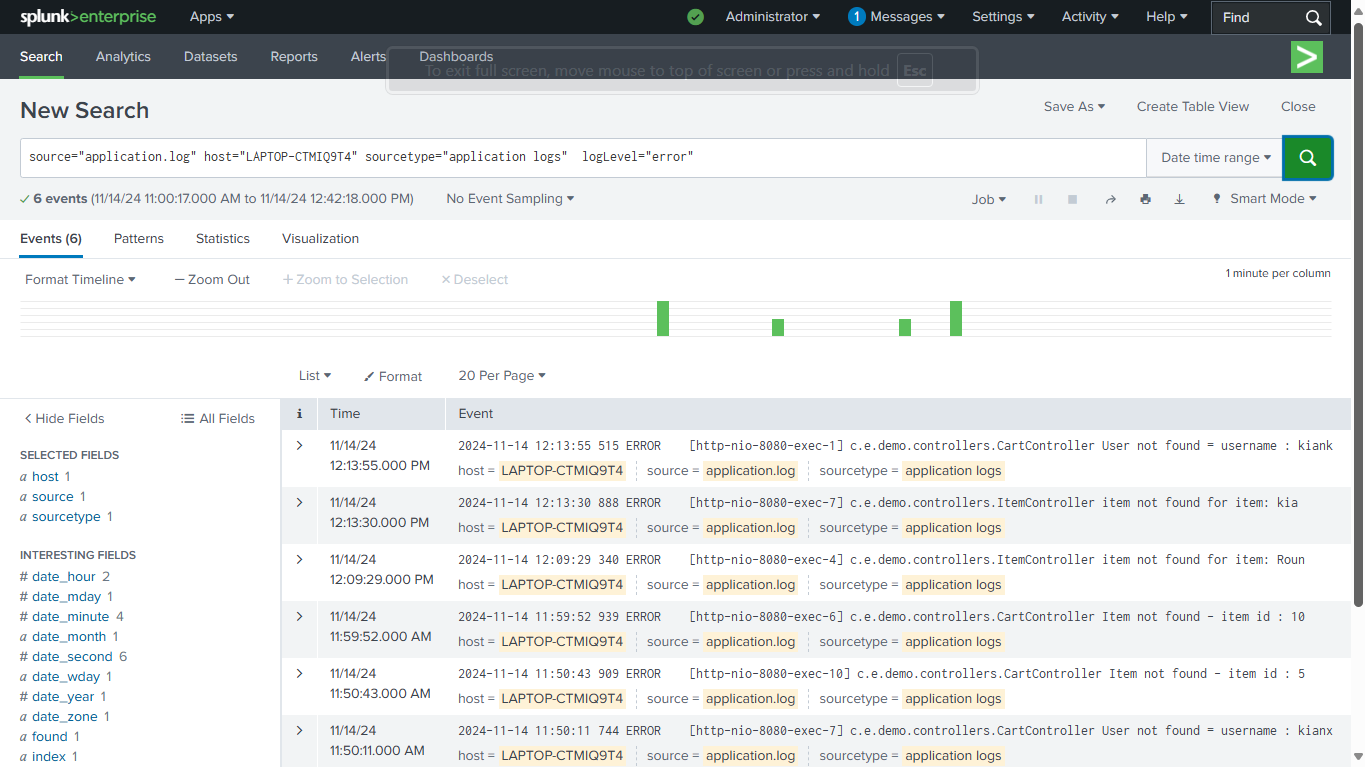 splunk>enterprise Apps Administrator 1 Messages Settings Activity Help Find
Search Analytics Datasets Reports Alerts Dashboards
To exit full screen, move mouse to top of screen or press and hold Esc
New Search Save As Create Table View Close
source="application.log" host="LAPTOP-CTMIQ9T4" sourcetype="application logs"  logLevel="error" Date time range
6 events (11/14/24 11:00:17.000 AM to 11/14/24 12:42:18.000 PM) No Event Sampling Job Smart Mode
Events (6) Patterns Statistics Visualization
Format Timeline — Zoom Out + Zoom to Selection × Deselect 1 minute per column
List Format 20 Per Page
< Hide Fields All Fields
SELECTED FIELDS
a host 1
a source 1
a sourcetype 1
INTERESTING FIELDS
# date_hour 2
# date_mday 1
# date_minute 4
a date_month 1
# date_second 6
a date_wday 1
# date_year 1
a date_zone 1
a found 1
a index 1
i Time Event
> 11/14/24 2024-11-14 12:13:55 515 ERROR [http-nio-8080-exec-1] c.e.demo.controllers.CartController User not found = username : kiank
12:13:55.000 PM host = LAPTOP-CTMIQ9T4 source = application.log sourcetype = application logs
> 11/14/24 2024-11-14 12:13:30 888 ERROR [http-nio-8080-exec-7] c.e.demo.controllers.ItemController item not found for item: kia
12:13:30.000 PM host = LAPTOP-CTMIQ9T4 source = application.log sourcetype = application logs
> 11/14/24 2024-11-14 12:09:29 340 ERROR [http-nio-8080-exec-4] c.e.demo.controllers.ItemController item not found for item: Roun
12:09:29.000 PM host = LAPTOP-CTMIQ9T4 source = application.log sourcetype = application logs
> 11/14/24 2024-11-14 11:59:52 939 ERROR [http-nio-8080-exec-6] c.e.demo.controllers.CartController Item not found - item id : 10
11:59:52.000 AM host = LAPTOP-CTMIQ9T4 source = application.log sourcetype = application logs
> 11/14/24 2024-11-14 11:50:43 909 ERROR [http-nio-8080-exec-10] c.e.demo.controllers.CartController Item not found - item id : 5
11:50:43.000 AM host = LAPTOP-CTMIQ9T4 source = application.log sourcetype = application logs
> 11/14/24 2024-11-14 11:50:11 744 ERROR [http-nio-8080-exec-7] c.e.demo.controllers.CartController User not found = username : kianx
11:50:11.000 AM host = LAPTOP-CTMIQ9T4 source = application.log sourcetype = application logs